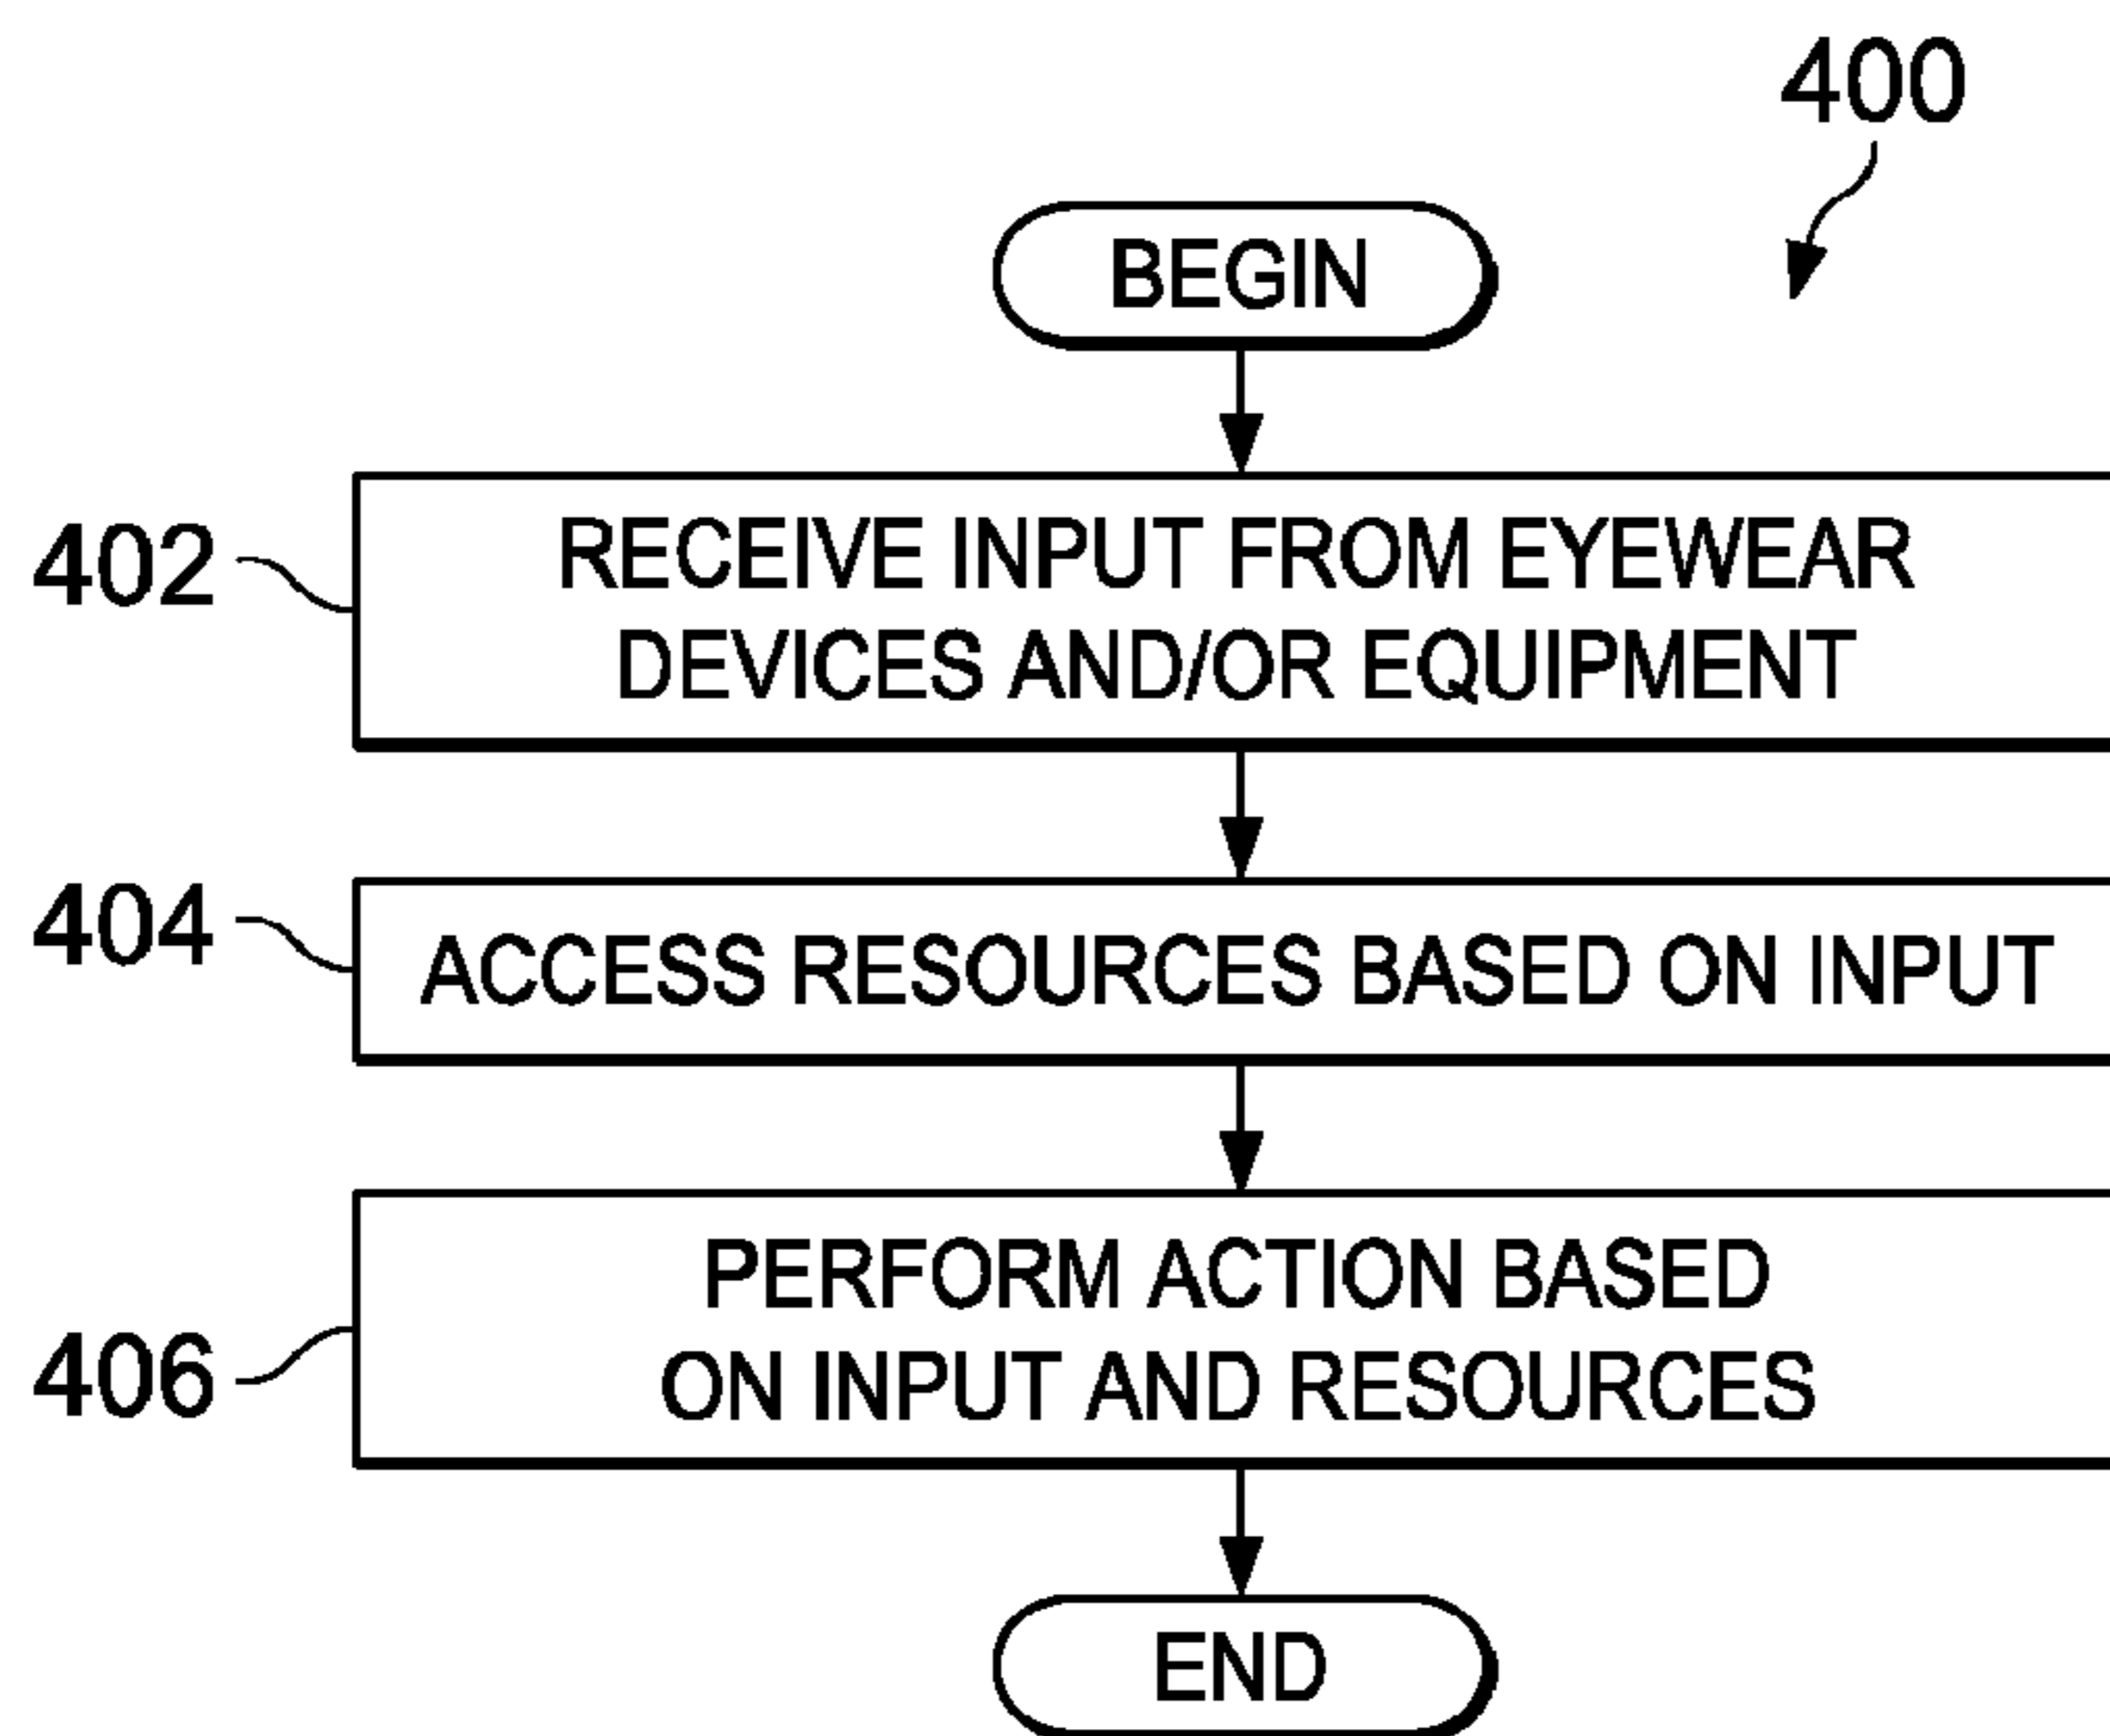 400
BEGIN
402
RECEIVE INPUT FROM EYEWEAR
DEVICES AND/OR EQUIPMENT
404
ACCESS RESOURCES BASED ON INPUT
406
PERFORM ACTION BASED
ON INPUT AND RESOURCES
END